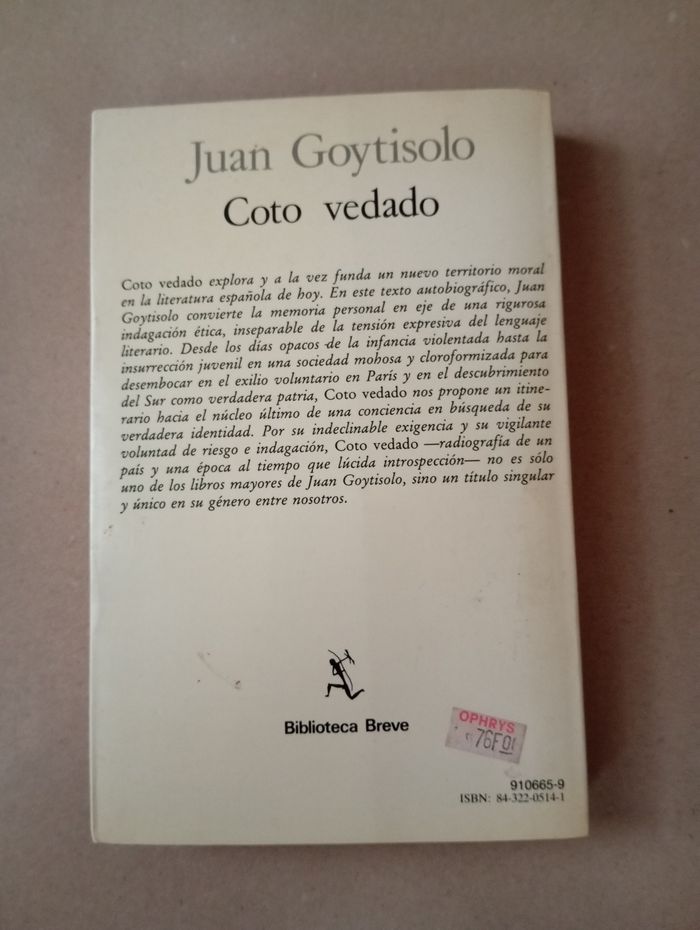 Juan Goytisolo
Coto vedado
Coto vedado explora y a la vez funda un nuevo territorio moral
en la literatura española de hoy. En este texto autobiográfico, Juan
Goytisolo convierte la memoria personal en eje de una rigurosa
indagación ética, inseparable de la tensión expresiva del lenguaje
literario. Desde los días opacos de la infancia violentada hasta la
insurrección juvenil en una sociedad mohosa y cloroformizada para
desembocar en el exilio voluntario en París y en el descubrimiento
del Sur como verdadera patria, Coto vedado nos propone un itine-
rario hacia el núcleo último de una conciencia en búsqueda de su
verdadera identidad. Por su indeclinable exigencia y su vigilante
voluntad de riesgo e indagación, Coto vedado —radiografía de un
país y una época al tiempo que lúcida introspección— no es sólo
uno de los libros mayores de Juan Goytisolo, sino un título singular
y único en su género entre nosotros.
Biblioteca Breve
OPHRYS
76F01
910665-9
ISBN: 84-322-0514-1